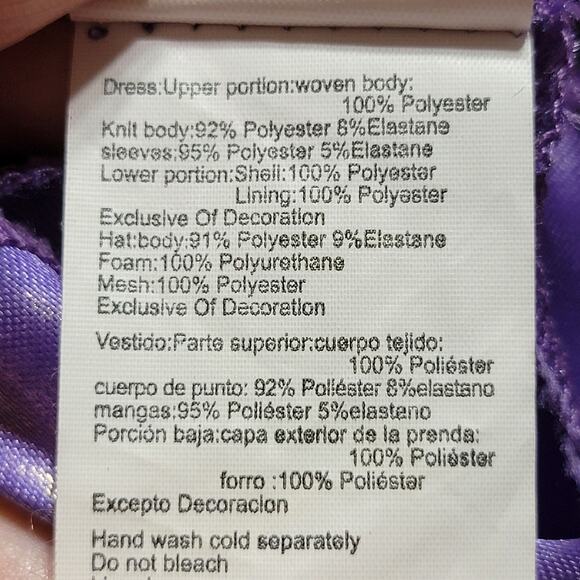 Dress:Upper portion:woven body:
100% Polyester
Knit body:92% Polyester 8%Elastane
sleeves:95% Polyester 5%Elastane
Lower portion:Shell:100% Polyester
Lining:100% Polyester
Exclusive Of Decoration
Hat:body:91% Polyester 9%Elastane
Foam:100% Polyurethane
Mesh:100% Polyester
Exclusive Of Decoration
Vestido:Parte superior:cuerpo tejido:
100% Poliéster
cuerpo de punto: 92% Poliéster 8%elastano
mangas:95% Poliéster 5%elastano
Porción baja:capa exterior de la prenda:
100% Poliéster
forro :100% Poliéster
Excepto Decoracion
Hand wash cold separately
Do not bleach